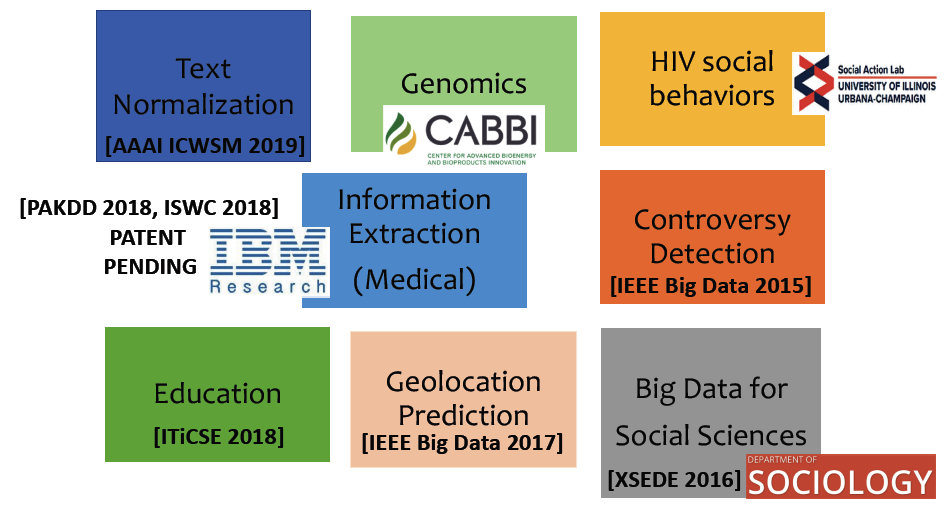 Text
Normalization
[AAAI ICWSM 2019]
Genomics
CABBI
CENTER FOR ADVANCED BIOENERGY
AND BIOPRODUCTS INNOVATION
HIV social
behaviors
Social Action Lab
UNIVERSITY OF ILLINOIS
URBANA-CHAMPAIGN
[PAKDD 2018, ISWC 2018]
PATENT
PENDING
IBM
Research
Information
Extraction
(Medical)
Controversy
Detection
[IEEE Big Data 2015]
Education
[ITiCSE 2018]
Geolocation
Prediction
[IEEE Big Data 2017]
Big Data for
Social Sciences
[XSEDE 2016]
DEPARTMENT OF
SOCIOLOGY